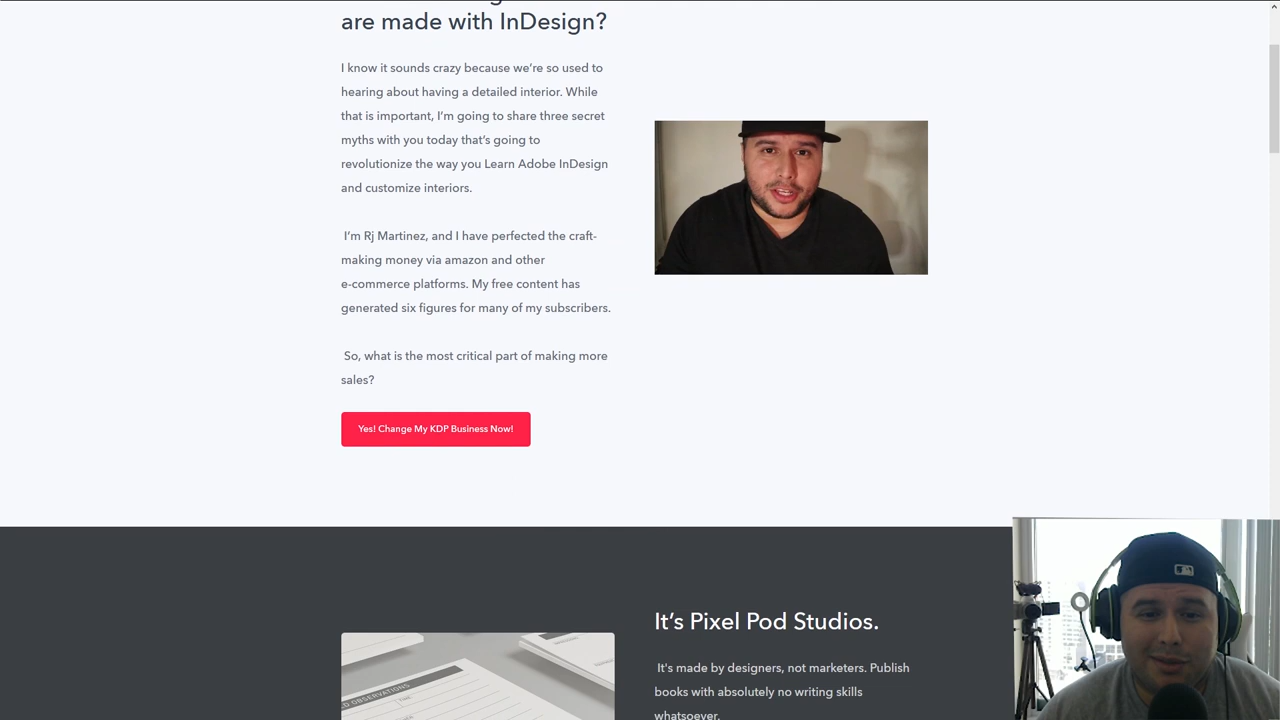 are made with InDesign?
I know it sounds crazy because we’re so used to
hearing about having a detailed interior. While
that is important, I’m going to share three secret
myths with you today that’s going to
revolutionize the way you Learn Adobe InDesign
and customize interiors.
I’m Rj Martinez, and I have perfected the craft-
making money via amazon and other
e-commerce platforms. My free content has
generated six figures for many of my subscribers.
So, what is the most critical part of making more
sales?
Yes! Change My KDP Business Now!
It’s Pixel Pod Studios.
It's made by designers, not marketers. Publish
books with absolutely no writing skills
whatsoever.
OBSERVATIONS